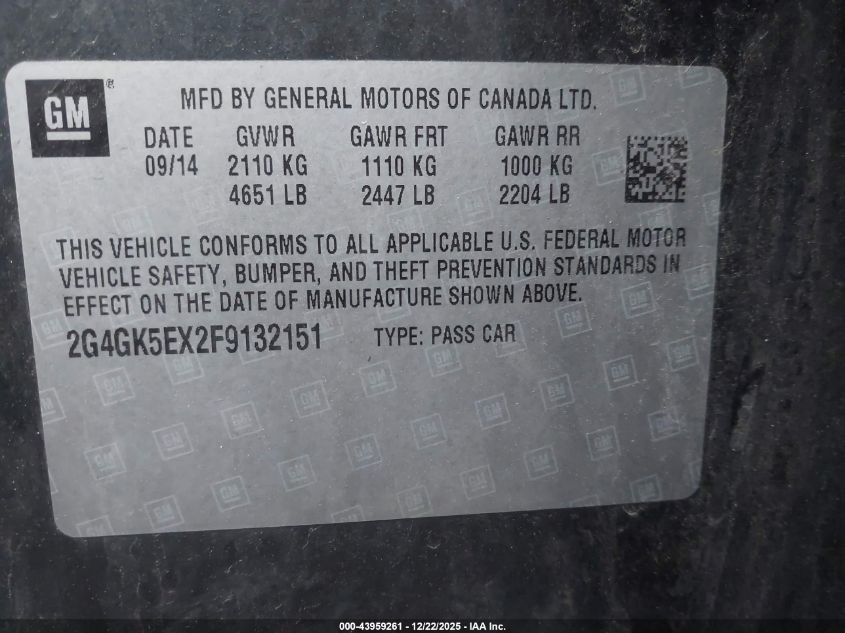 GM
MFD BY GENERAL MOTORS OF CANADA LTD.
DATE GVWR GAWR FRT GAWR RR
09/14 2110 KG 1110 KG 1000 KG
4651 LB 2447 LB 2204 LB
THIS VEHICLE CONFORMS TO ALL APPLICABLE U.S. FEDERAL MOTOR
VEHICLE SAFETY, BUMPER, AND THEFT PREVENTION STANDARDS IN
EFFECT ON THE DATE OF MANUFACTURE SHOWN ABOVE.
2G4GK5EX2F9132151 TYPE: PASS CAR
000-43959261 - 12/22/2025 - IAA Inc.